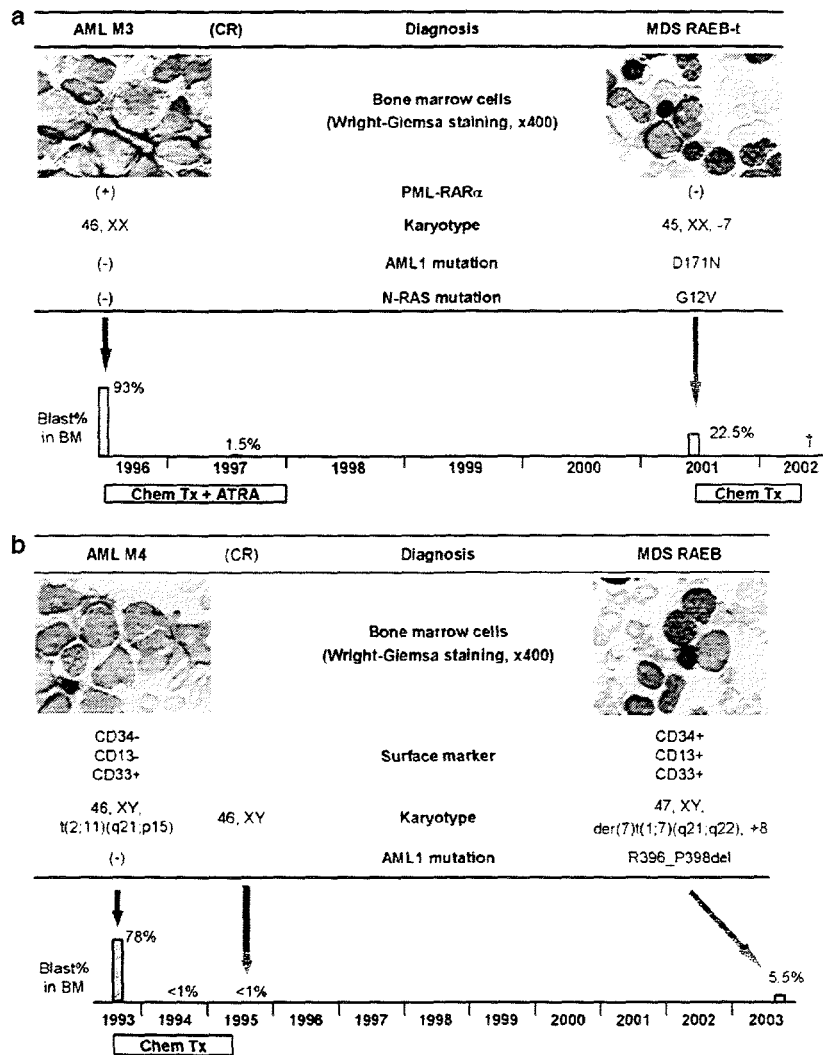 a
AML M3 (CR) Diagnosis MDS RAEB-t
Bone marrow cells
(Wright-Giemsa staining, x400)
(+) PML-RARα (-)
46, XX Karyotype 45, XX, -7
(-) AML1 mutation D171N
(-) N-RAS mutation G12V
Blast%
in BM
93% 1.5% 22.5% †
1996 1997 1998 1999 2000 2001 2002
Chem Tx + ATRA Chem Tx
b
AML M4 (CR) Diagnosis MDS RAEB
Bone marrow cells
(Wright-Giemsa staining, x400)
CD34- CD34+
CD13- Surface marker CD13+
CD33+ CD33+
46, XY, 46, XY Karyotype 47, XY,
t(2;11)(q21;p15) der(7)t(1;7)(q21;q22), +8
(-) AML1 mutation R396_P398del
Blast%
in BM
78% <1% <1% 5.5%
1993 1994 1995 1996 1997 1998 1999 2000 2001 2002 2003
Chem Tx